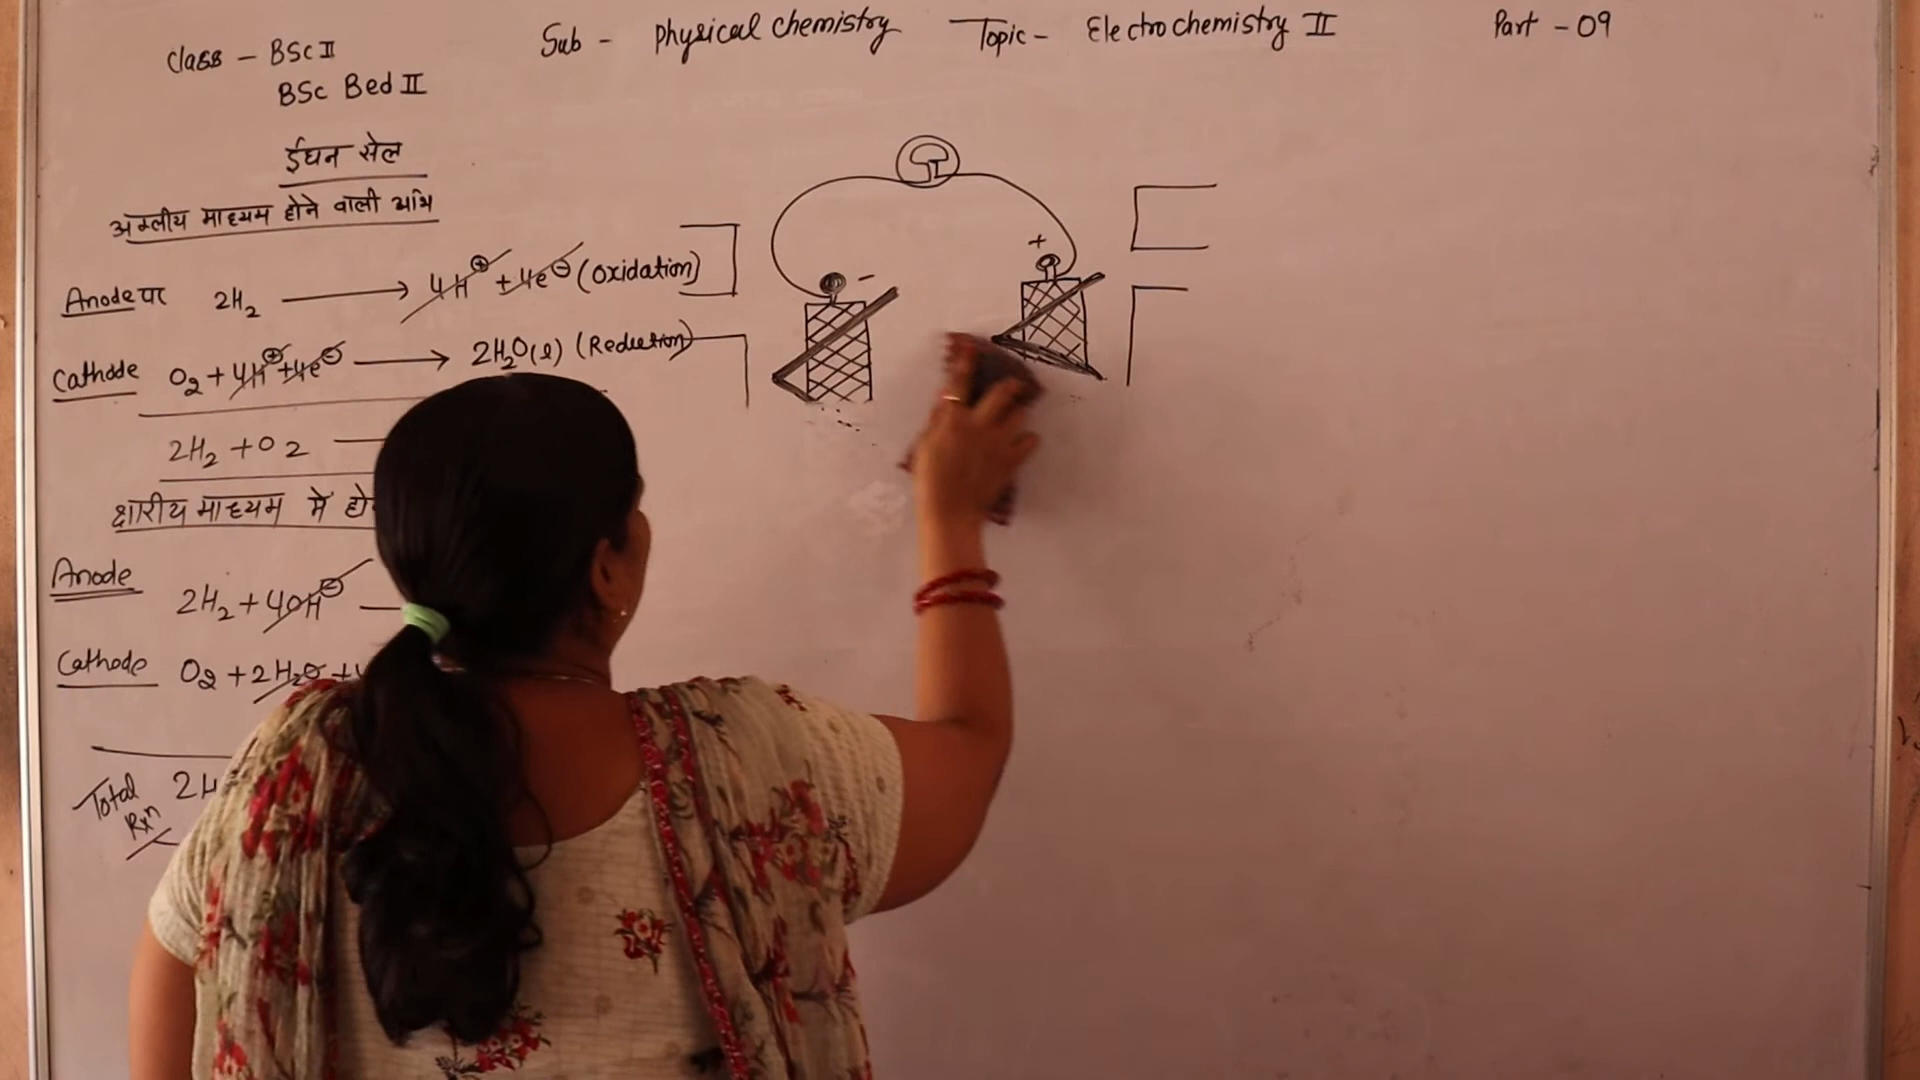 Class - BSc II
BSc Bed II
Sub - Physical Chemistry
Topic - Electrochemistry II
Part - 09
ईघन सेल
अम्लीय माध्यम होने वाली
Anode पर 2H₂ ⟶ 4H⊕ + 4e⊖ (Oxidation)
Cathode O₂ + 4H⊕ + 4e⊖ ⟶ 2H₂O(l) (Reduction)
2H₂ + O₂
क्षारीय माध्यम में
Anode 2H₂ + 4OH⊖
Cathode O₂ + 2H₂O +
Total Rxn 2H
-
+